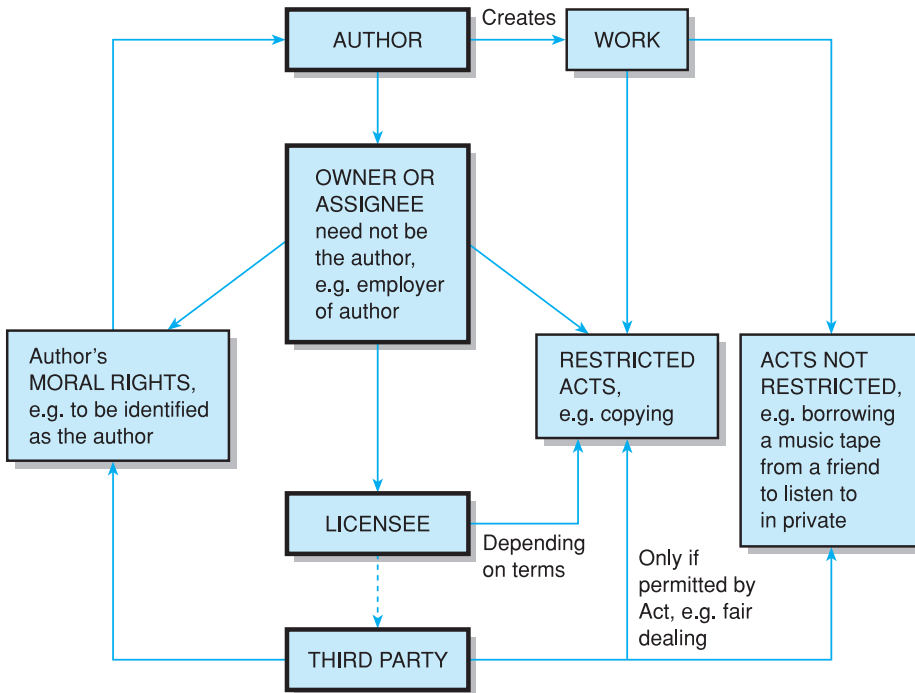 Creates
AUTHOR
WORK
OWNER OR
ASSIGNEE
need not be
the author,
e.g. employer
of author
Author's
MORAL RIGHTS,
e.g. to be identified
as the author
RESTRICTED
ACTS,
e.g. copying
ACTS NOT
RESTRICTED,
e.g. borrowing
a music tape
from a friend
to listen to
in private
LICENSEE
Depending
on terms
Only if
permitted by
Act, e.g. fair
dealing
THIRD PARTY